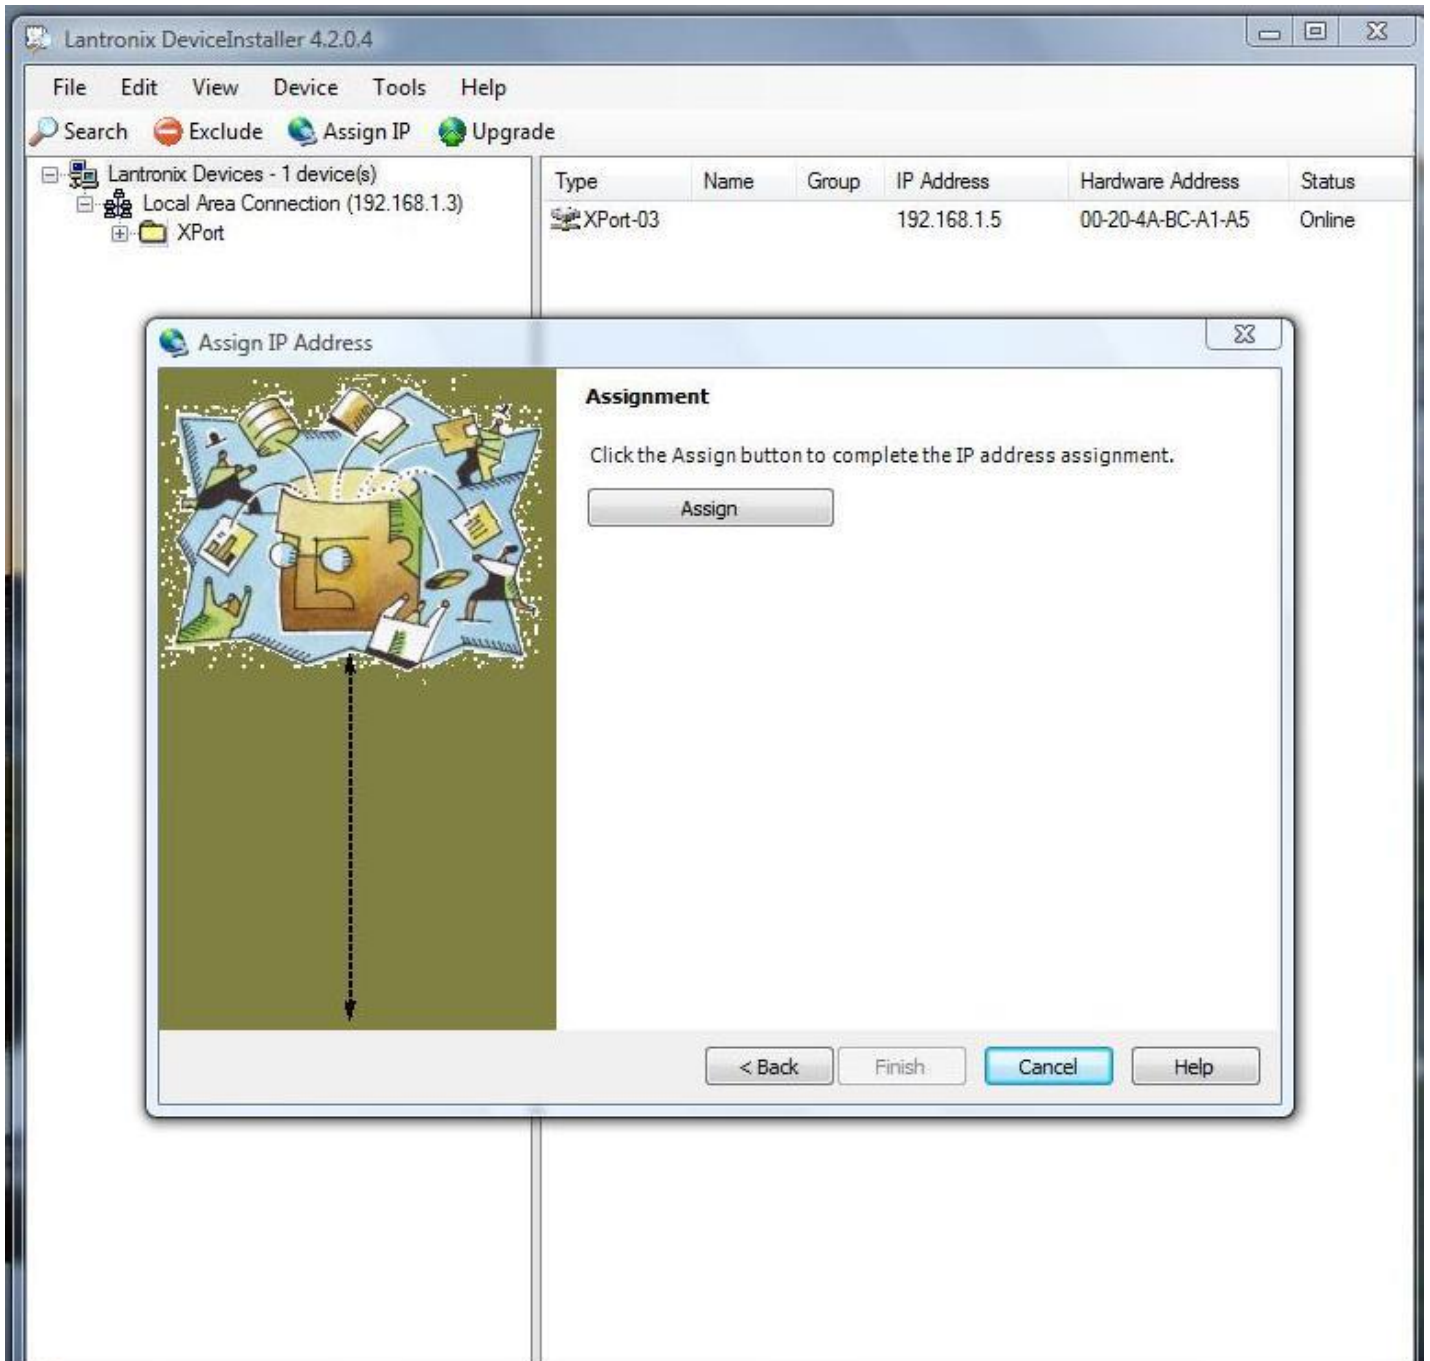 Lantronix DeviceInstaller 4.2.0.4
File Edit View Device Tools Help
Search Exclude Assign IP Upgrade
Lantronix Devices - 1 device(s)
Local Area Connection (192.168.1.3)
XPort
Type Name Group IP Address Hardware Address Status
XPort-03 192.168.1.5 00-20-4A-BC-A1-A5 Online
Assign IP Address
Assignment
Click the Assign button to complete the IP address assignment.
Assign
< Back Finish Cancel Help